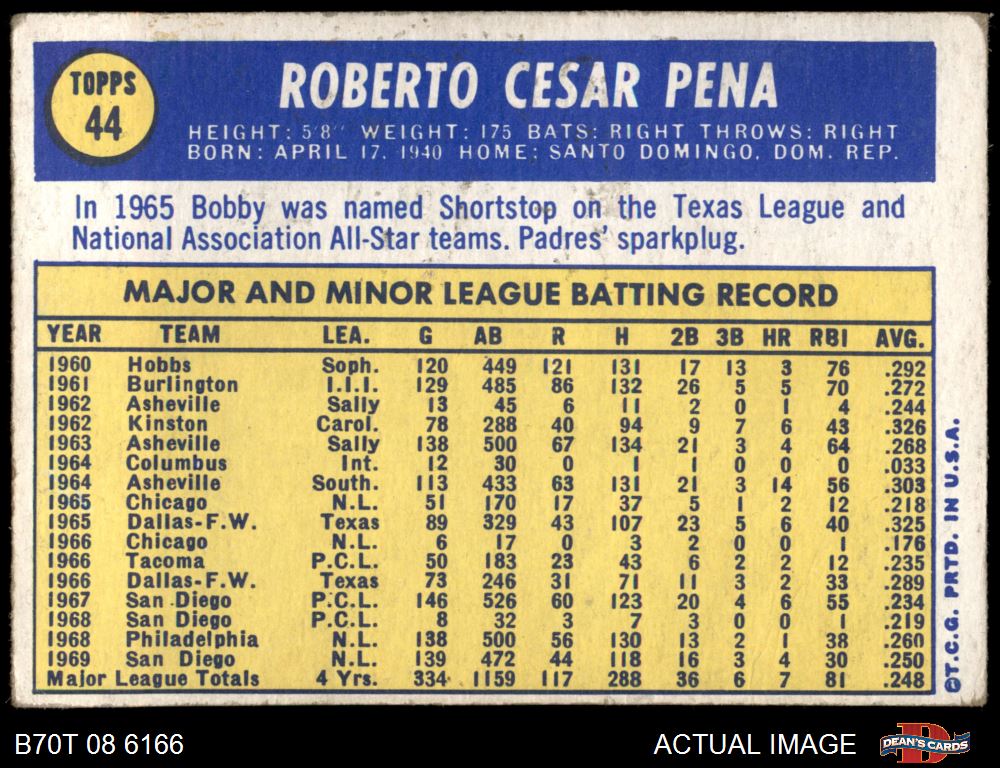 TOPPS
44
ROBERTO CESAR PENA
HEIGHT: 5'8" WEIGHT: 175 BATS: RIGHT THROWS: RIGHT
BORN: APRIL 17, 1940 HOME: SANTO DOMINGO, DOM. REP.
In 1965 Bobby was named Shortstop on the Texas League and
National Association All-Star teams. Padres' sparkplug.
MAJOR AND MINOR LEAGUE BATTING RECORD
YEAR TEAM LEA. G AB R H 2B 3B HR RBI AVG.
1960 Hobbs Soph. 120 449 121 131 17 13 3 76 .292
1961 Burlington I.I.I. 129 485 86 132 26 5 5 70 .272
1962 Asheville Sally 13 45 6 11 2 0 1 4 .244
1962 Kinston Carol. 78 288 40 94 9 7 6 43 .326
1963 Asheville Sally 138 500 67 134 21 3 4 64 .268
1964 Columbus Int. 12 30 0 1 1 0 0 0 .033
1964 Asheville South. 113 433 63 131 21 3 14 56 .303
1965 Chicago N.L. 51 170 17 37 5 1 2 12 .218
1965 Dallas-F.W. Texas 89 329 43 107 23 5 6 40 .325
1966 Chicago N.L. 6 17 0 3 2 0 0 1 .176
1966 Tacoma P.C.L. 50 183 23 43 6 2 2 12 .235
1966 Dallas-F.W. Texas 73 246 31 71 11 3 2 33 .289
1967 San Diego P.C.L. 146 526 60 123 20 4 6 55 .234
1968 San Diego P.C.L. 8 32 3 7 3 0 0 1 .219
1968 Philadelphia N.L. 138 500 56 130 13 2 1 38 .260
1969 San Diego N.L. 139 472 44 118 16 3 4 30 .250
Major League Totals 4 Yrs. 334 1159 117 288 36 6 7 81 .248
©T.C.G. PRTD. IN U.S.A.
B70T 08 6166
ACTUAL IMAGE
D
DEAN'S CARDS